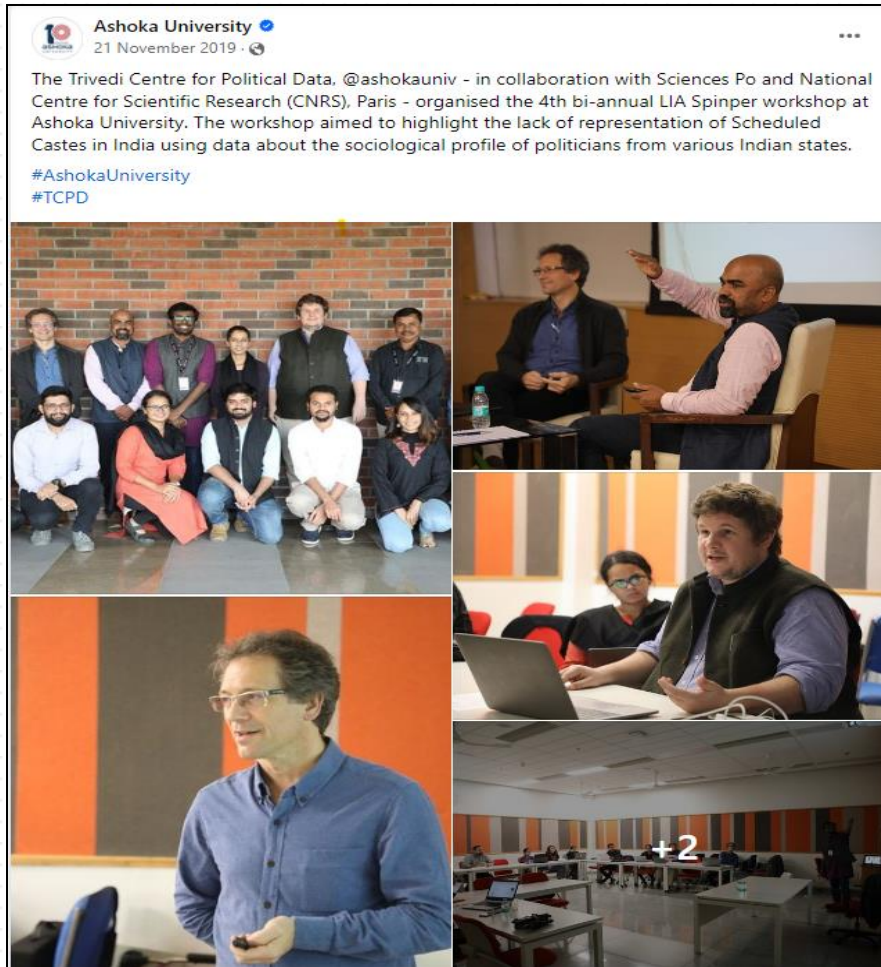 10
ASHOKA
Ashoka University
21 November 2019 ·
The Trivedi Centre for Political Data, @ashokauniv - in collaboration with Sciences Po and National
Centre for Scientific Research (CNRS), Paris - organised the 4th bi-annual LIA Spinper workshop at
Ashoka University. The workshop aimed to highlight the lack of representation of Scheduled
Castes in India using data about the sociological profile of politicians from various Indian states.
#AshokaUniversity
#TCPD
+2